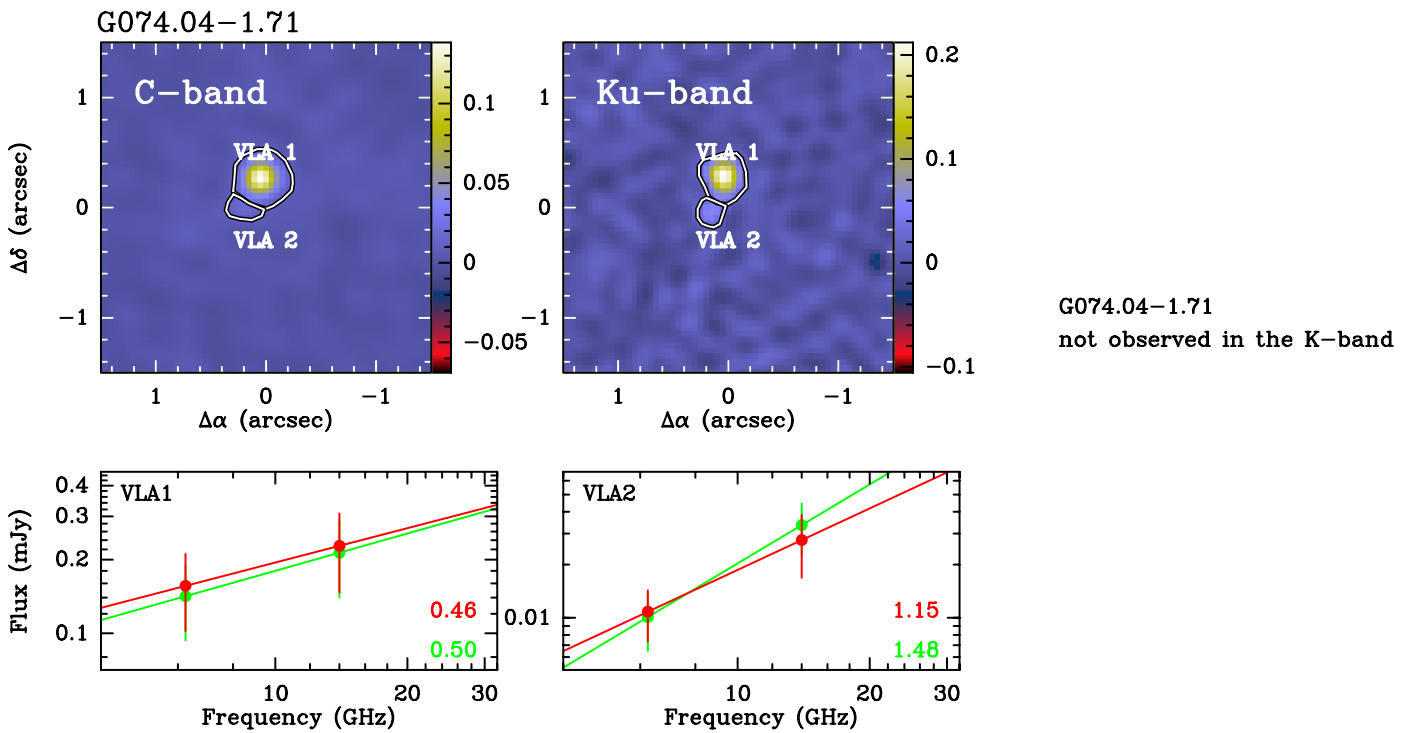 G074.04−1.71
C−band
VLA 1
VLA 2
1
0
−1
Δδ (arcsec)
1
0
−1
Δα (arcsec)
0.1
0.05
0
−0.05
Ku−band
VLA 1
VLA 2
1
0
−1
1
0
−1
Δα (arcsec)
0.2
0.1
0
−0.1
G074.04−1.71
not observed in the K−band
VLA1
0.4
0.3
0.2
0.1
Flux (mJy)
0.46
0.50
10
20
30
Frequency (GHz)
VLA2
0.01
1.15
1.48
10
20
30
Frequency (GHz)